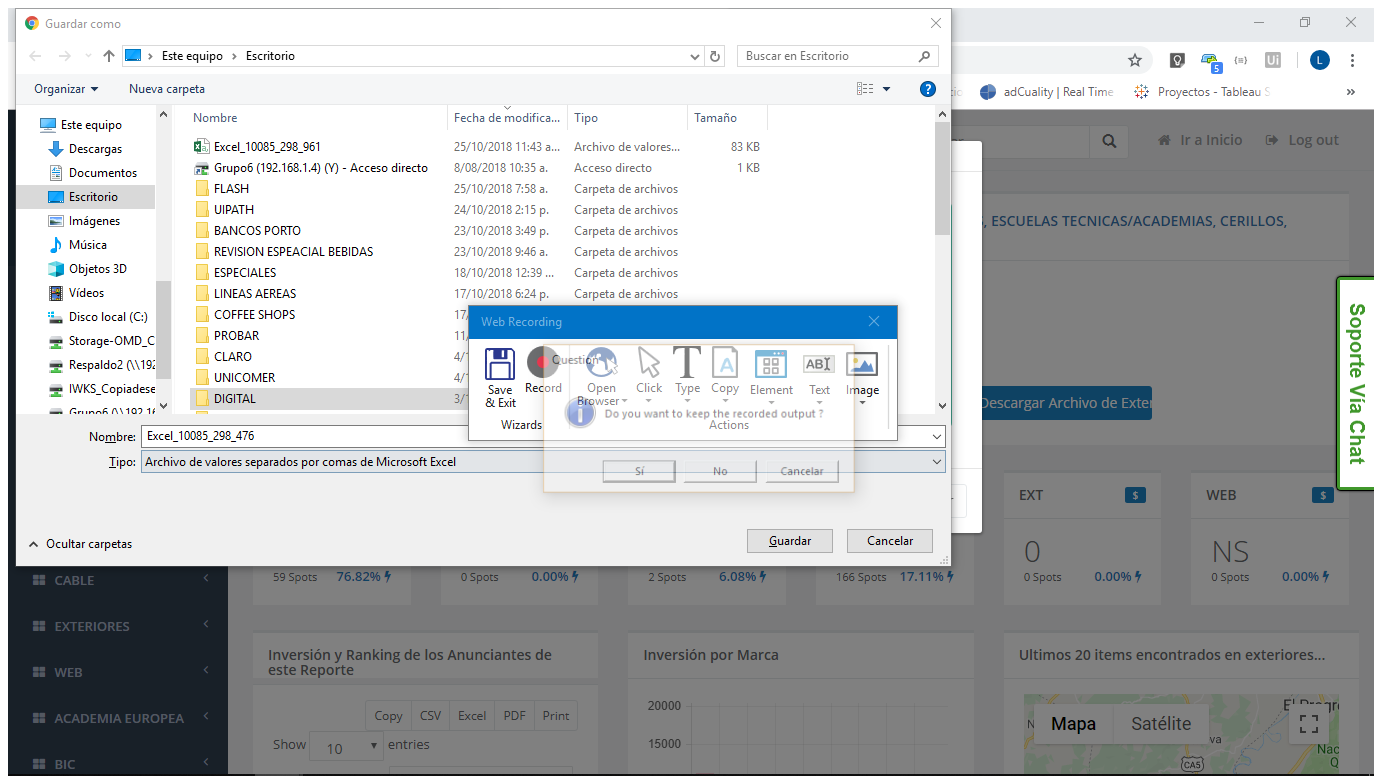 Guardar como
Este equipo > Escritorio
Buscar en Escritorio
Organizar
Nueva carpeta
5
{≡}
Ui
L
adCuality | Real Time
Proyectos - Tableau S
»
Este equipo
Descargas
Documentos
Escritorio
Imágenes
Música
Objetos 3D
Vídeos
Disco local (C:)
Storage-OMD_C
Respaldo2 (\\192
IWKS_Copiadese
Grupo6 (\\192.16
Nombre Fecha de modifica... Tipo Tamaño
Excel_10085_298_961 25/10/2018 11:43 a... Archivo de valores... 83 KB
Grupo6 (192.168.1.4) (Y) - Acceso directo 8/08/2018 10:35 a. Acceso directo 1 KB
FLASH 25/10/2018 7:58 a. Carpeta de archivos
UIPATH 24/10/2018 2:15 p. Carpeta de archivos
BANCOS PORTO 23/10/2018 3:49 p. Carpeta de archivos
REVISION ESPEACIAL BEBIDAS 23/10/2018 9:46 a. Carpeta de archivos
ESPECIALES 18/10/2018 12:39 ... Carpeta de archivos
LINEAS AEREAS 17/10/2018 6:24 p. Carpeta de archivos
COFFEE SHOPS 17/
PROBAR 11/
CLARO 4/1
UNICOMER 4/1
DIGITAL 3/1
Web Recording
Save & Exit
Record
Open Browser
Click
Type
Copy
Element
Text
Image
Wizards
Actions
Question
Do you want to keep the recorded output ?
Sí
No
Cancelar
Nombre: Excel_10085_298_476
Tipo: Archivo de valores separados por comas de Microsoft Excel
Ocultar carpetas
Guardar
Cancelar
Ir a Inicio
Log out
ESCUELAS TECNICAS/ACADEMIAS, CERILLOS,
Descargar Archivo de Exter
Soporte Vía Chat
EXT $
0
0 Spots 0.00%
WEB $
NS
0 Spots 0.00%
59 Spots 76.82%
0 Spots 0.00%
2 Spots 6.08%
166 Spots 17.11%
CABLE
EXTERIORES
WEB
ACADEMIA EUROPEA
BIC
Inversión y Ranking de los Anunciantes de
este Reporte
Copy CSV Excel PDF Print
Show 10 entries
Inversión por Marca
20000
15000
Ultimos 20 items encontrados en exteriores...
Mapa Satélite
El Progre
CA5